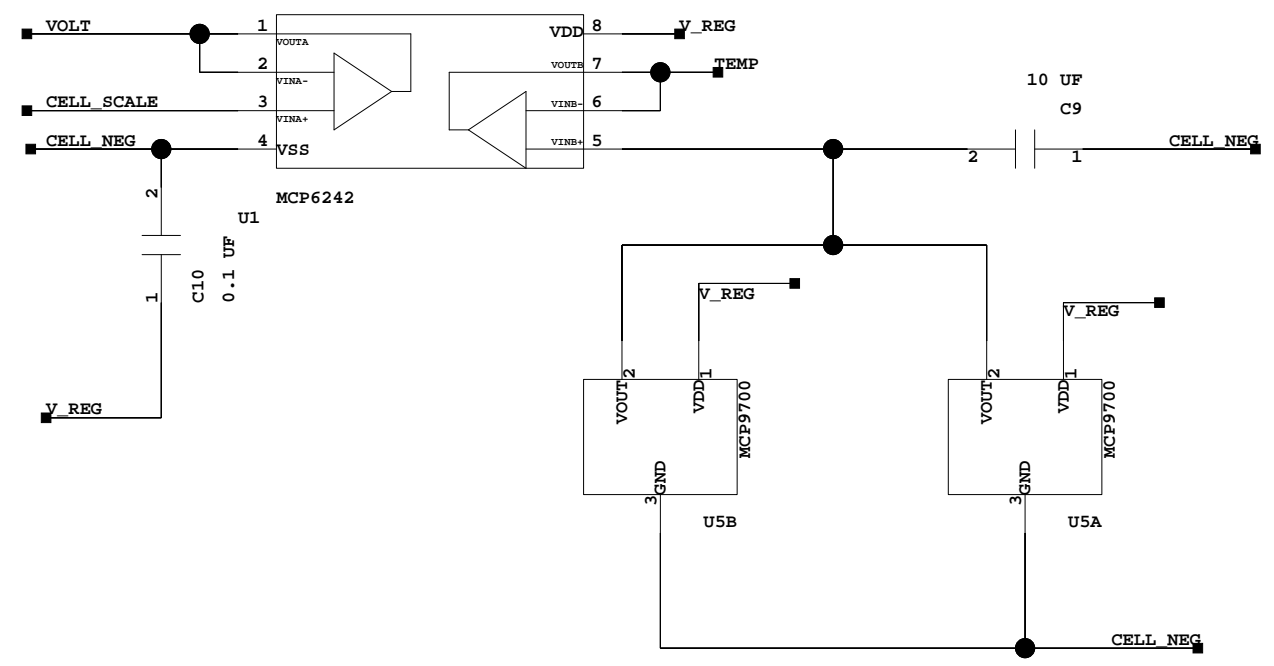 VOLT
1
VOUTA
VDD
8
V_REG
2
VINA-
VOUTB
7
TEMP
CELL_SCALE
3
VINA+
VINB-
6
CELL_NEG
4
VSS
VINB+
5
10 UF
C9
2
1
CELL_NEG
MCP6242
U1
2
1
C10
0.1 UF
V_REG
V_REG
V_REG
VOUT
2
VDD
1
MCP9700
GND
3
U5B
VOUT
2
VDD
1
MCP9700
GND
3
U5A
CELL_NEG